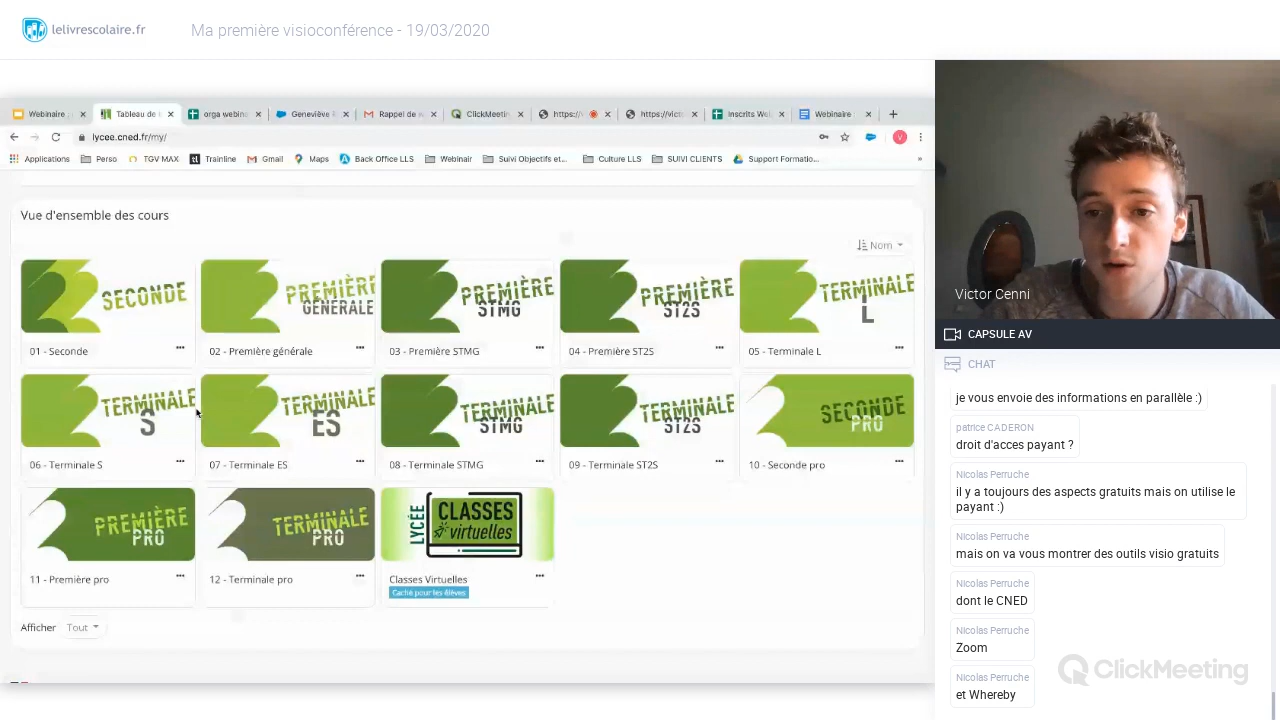 lelivrescolaire.fr
Ma première visioconférence - 19/03/2020
Webinaire
Tableau de
orga webin
Geneviève
Rappel de
ClickMeetin
https://
https://vict
Inscrits We
Webinaire
lycee.cned.fr/my/
Applications
Perso
TGV MAX
Trainline
Gmail
Maps
Back Office LLS
Webinair
Suivi Objectifs et...
Culture LLS
SUIVI CLIENTS
Support Formatio...
»
Vue d'ensemble des cours
Nom
SECONDE
PREMIÈRE
GÉNÉRALE
PREMIÈRE
STMG
PREMIÈRE
ST2S
TERMINALE
L
01 - Seconde
02 - Première générale
03 - Première STMG
04 - Première ST2S
05 - Terminale L
TERMINALE
S
TERMINALE
ES
TERMINALE
STMG
TERMINALE
ST2S
SECONDE
PRO
06 - Terminale S
07 - Terminale ES
08 - Terminale STMG
09 - Terminale ST2S
10 - Seconde pro
PREMIÈRE
PRO
TERMINALE
PRO
LYCÉE
CLASSES
virtuelles
11 - Première pro
12 - Terminale pro
Classes Virtuelles
Caché pour les élèves
Afficher
Tout
Victor Cenni
CAPSULE AV
CHAT
je vous envoie des informations en parallèle :)
patrice CADERON
droit d'acces payant ?
Nicolas Perruche
il y a toujours des aspects gratuits mais on utilise le
payant :)
Nicolas Perruche
mais on va vous montrer des outils visio gratuits
Nicolas Perruche
dont le CNED
Nicolas Perruche
Zoom
Nicolas Perruche
et Whereby
ClickMeeting